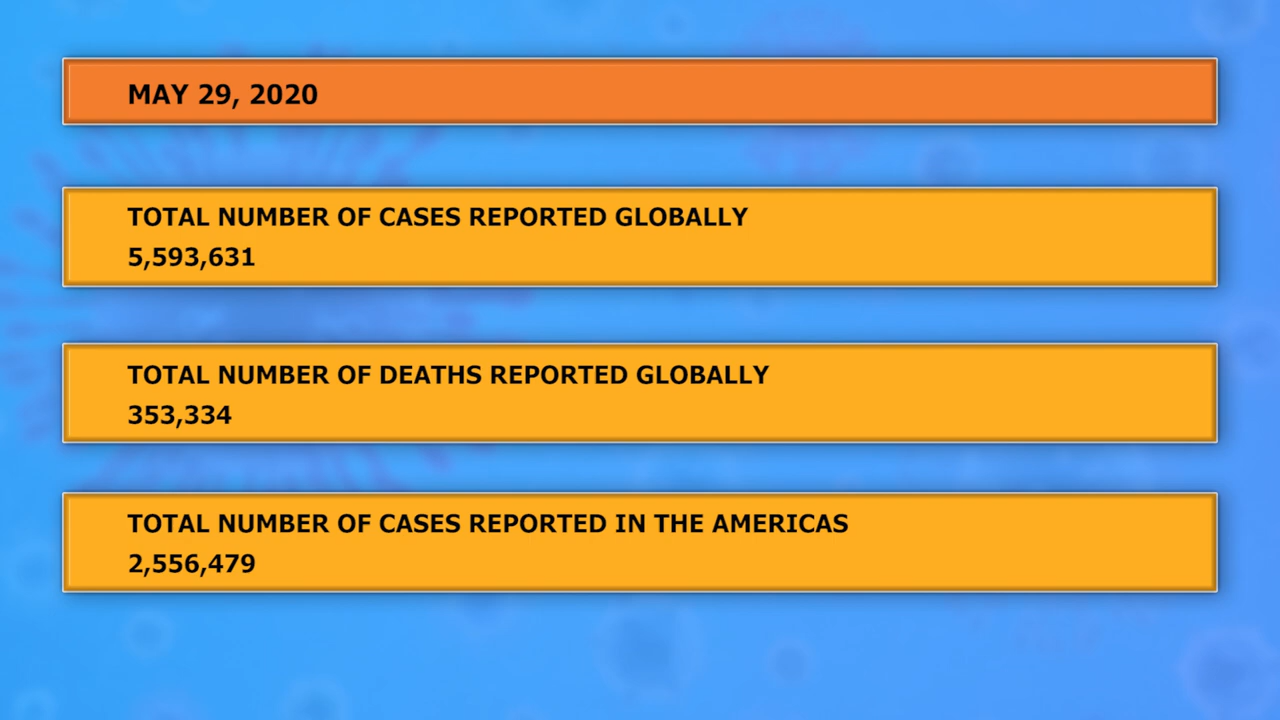 MAY 29, 2020
TOTAL NUMBER OF CASES REPORTED GLOBALLY
5,593,631
TOTAL NUMBER OF DEATHS REPORTED GLOBALLY
353,334
TOTAL NUMBER OF CASES REPORTED IN THE AMERICAS
2,556,479